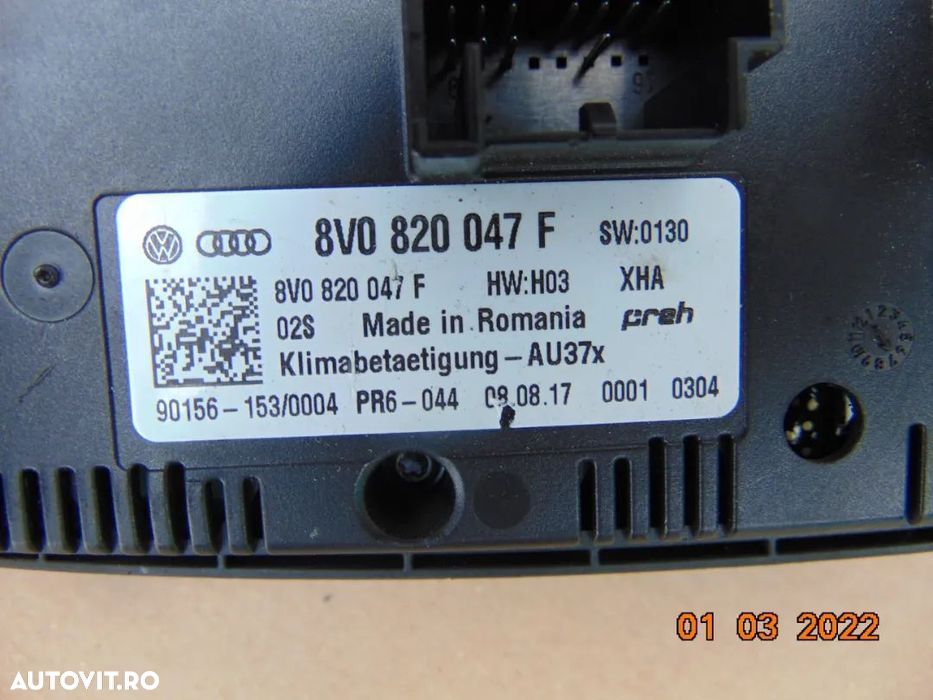 8V0 820 047 F SW:0130
8V0 820 047 F HW:H03 XHA
02S Made in Romania preh
Klimabetaetigung-AU37x
90156-153/0004 PR6-044 08.08.17 0001 0304
01 03 2022
AUTOVIT.RO